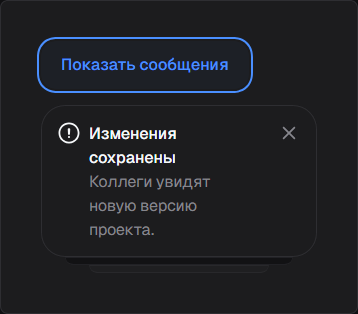 Показать сообщения
Изменения
сохранены
Коллеги увидят
новую версию
проекта.